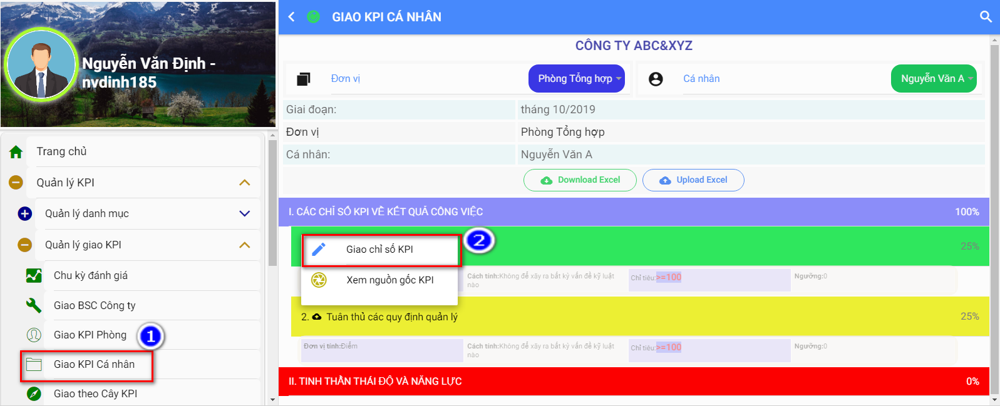 Nguyễn Văn Định -
nvdinh185
Trang chủ
Quản lý KPI
Quản lý danh mục
Quản lý giao KPI
Chu kỳ đánh giá
Giao BSC Công ty
Giao KPI Phòng
1
Giao KPI Cá nhân
Giao theo Cây KPI
GIAO KPI CÁ NHÂN
CÔNG TY ABC&XYZ
Đơn vị
Phòng Tổng hợp
Cá nhân
Nguyễn Văn A
Giai đoạn: tháng 10/2019
Đơn vị Phòng Tổng hợp
Cá nhân: Nguyễn Văn A
Download Excel
Upload Excel
I. CÁC CHỈ SỐ KPI VỀ KẾT QUẢ CÔNG VIỆC 100%
Giao chỉ số KPI
2
25%
Xem nguồn gốc KPI
Cách tính:Không để xãy ra bất kỳ vấn đề kỹ luật
nào
Chỉ tiêu:>=100
Ngưỡng:0
2. Tuân thủ các quy định quản lý 25%
Đơn vị tính:Điểm
Cách tính:Không để xãy ra bất kỳ vấn đề kỹ luật
nào
Chỉ tiêu:>=100
Ngưỡng:0
II. TINH THẦN THÁI ĐỘ VÀ NĂNG LỰC 0%